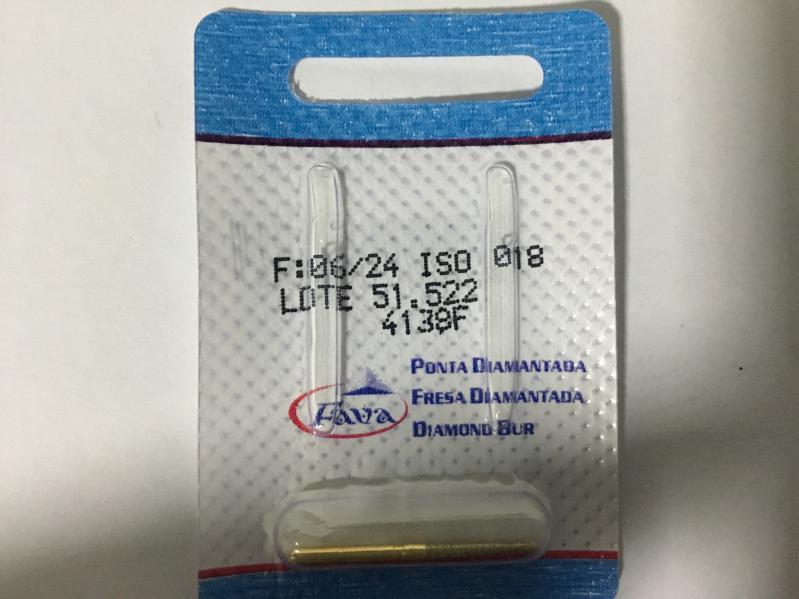 F:06/24 ISO 018
LOTE 51.522
4138F
PONTA DIAMANTADA
Fava
FRESA DIAMANTADA
DIAMOND BUR